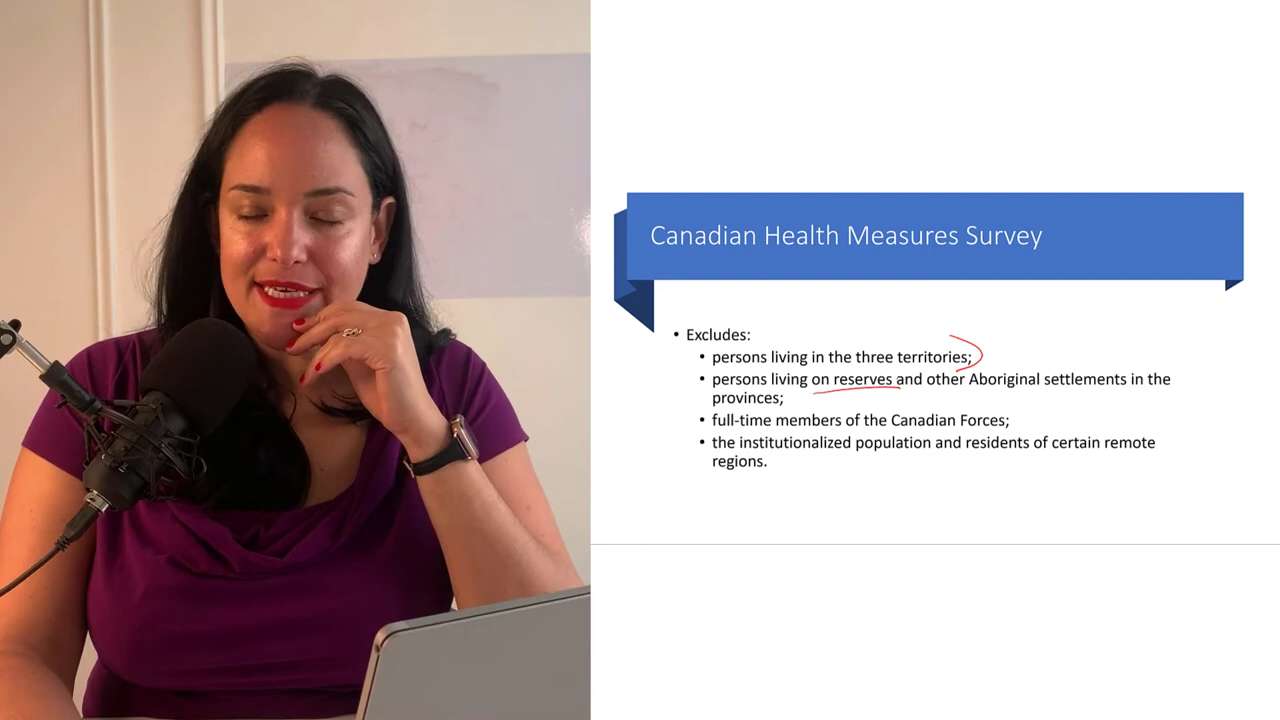 Canadian Health Measures Survey
• Excludes:
• persons living in the three territories;
• persons living on reserves and other Aboriginal settlements in the
provinces;
• full-time members of the Canadian Forces;
• the institutionalized population and residents of certain remote
regions.